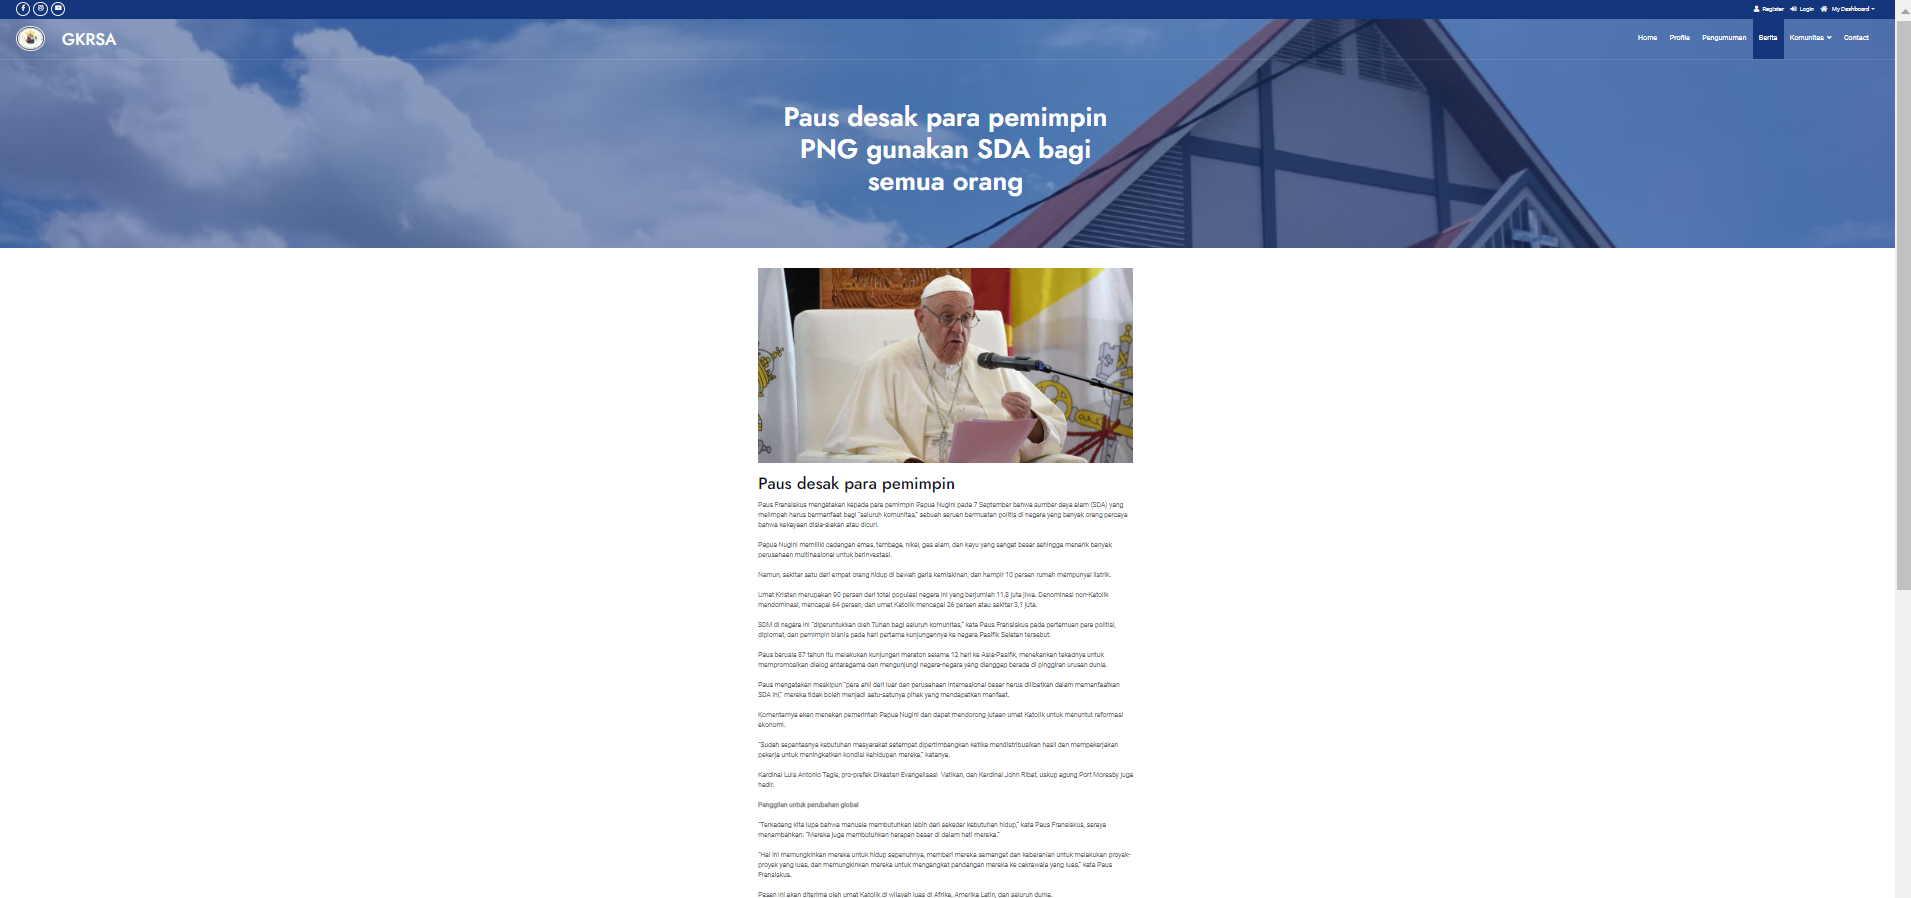 Register Login My Dashboard
GKRSA
Home Profile Pengumuman Berita Komunitas Contact
Paus desak para pemimpin
PNG gunakan SDA bagi
semua orang
Paus desak para pemimpin
Paus Fransiskus mengatakan kepada para pemimpin Papua Nugini pada 7 September bahwa sumber daya alam (SDA) yang
melimpah harus bermanfaat bagi “seluruh komunitas,” sebuah seruan bermuatan politis di negara yang banyak orang percaya
bahwa kekayaan disia-siakan atau dicuri.
Papua Nugini memiliki cadangan emas, tembaga, nikel, gas alam, dan kayu yang sangat besar sehingga menarik banyak
perusahaan multinasional untuk berinvestasi.
Namun, sekitar satu dari empat orang hidup di bawah garis kemiskinan, dan hampir 10 persen rumah mempunyai listrik.
Umat Kristen merupakan 90 persen dari total populasi negara ini yang berjumlah 11,8 juta jiwa. Denominasi non-Katolik
mendominasi, mencapai 64 persen, dan umat Katolik mencapai 26 persen atau sekitar 3,1 juta.
SDM di negara ini “diperuntukkan oleh Tuhan bagi seluruh komunitas,” kata Paus Fransiskus pada pertemuan para politisi,
diplomat, dan pemimpin bisnis pada hari pertama kunjungannya ke negara Pasifik Selatan tersebut.
Paus berusia 87 tahun itu melakukan kunjungan maraton selama 12 hari ke Asia-Pasifik, menekankan tekadnya untuk
mempromosikan dialog antaragama dan mengunjungi negara-negara yang dianggap berada di pinggiran urusan dunia.
Paus mengatakan meskipun “para ahli dari luar dan perusahaan internasional besar harus dilibatkan dalam memanfaatkan
SDA ini,” mereka tidak boleh menjadi satu-satunya pihak yang mendapatkan manfaat.
Komentarnya akan menekan pemerintah Papua Nugini dan dapat mendorong jutaan umat Katolik untuk menuntut reformasi
ekonomi.
“Sudah sepantasnya kebutuhan masyarakat setempat dipertimbangkan ketika mendistribusikan hasil dan mempekerjakan
pekerja untuk meningkatkan kondisi kehidupan mereka,” katanya.
Kardinal Luis Antonio Tagle, pro-prefek Dikasteri Evangelisasi Vatikan, dan Kardinal John Ribat, uskup agung Port Moresby juga
hadir.
Panggilan untuk perubahan global
“Terkadang kita lupa bahwa manusia membutuhkan lebih dari sekedar kebutuhan hidup,” kata Paus Fransiskus, seraya
menambahkan: “Mereka juga membutuhkan harapan besar di dalam hati mereka.”
“Hal ini memungkinkan mereka untuk hidup sepenuhnya, memberi mereka semangat dan keberanian untuk melakukan proyek-
proyek yang luas, dan memungkinkan mereka untuk mengangkat pandangan mereka ke cakrawala yang luas,” kata Paus
Fransiskus.
Pesan ini akan diterima oleh umat Katolik di wilayah luas di Afrika, Amerika Latin, dan seluruh dunia.